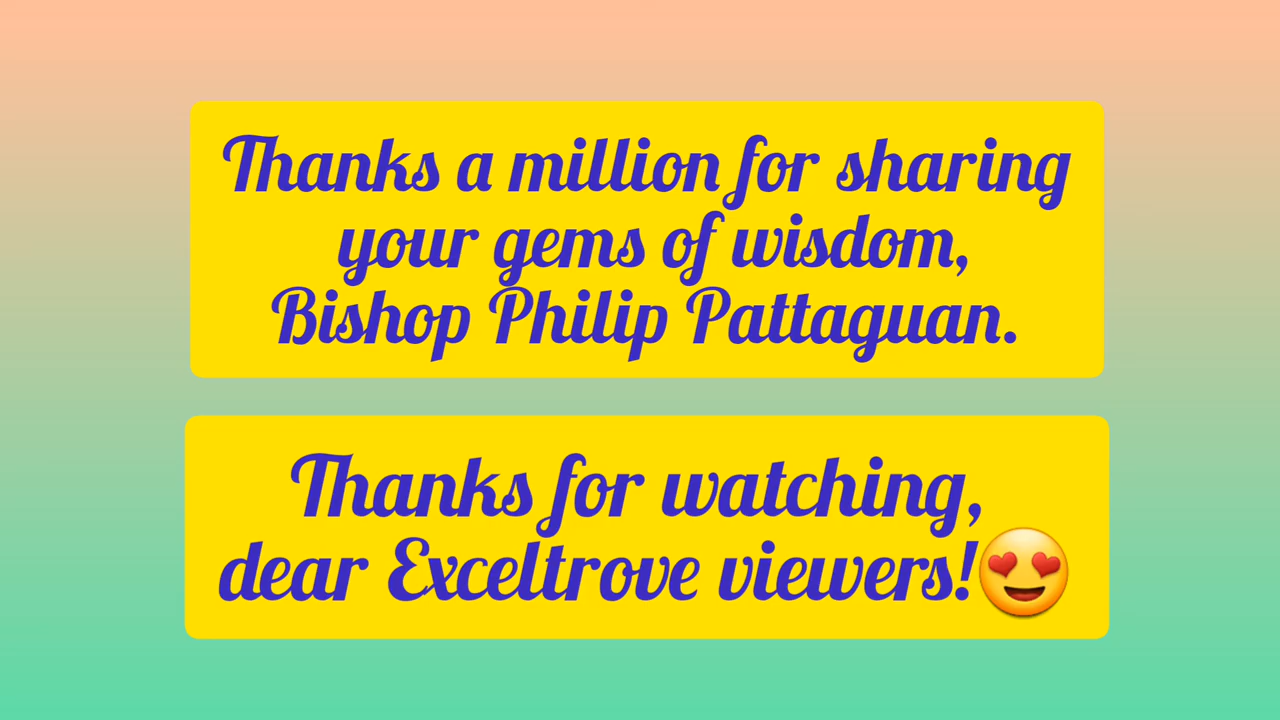 Thanks a million for sharing
your gems of wisdom,
Bishop Philip Pattaguan.
Thanks for watching,
dear Exceltrove viewers!😍